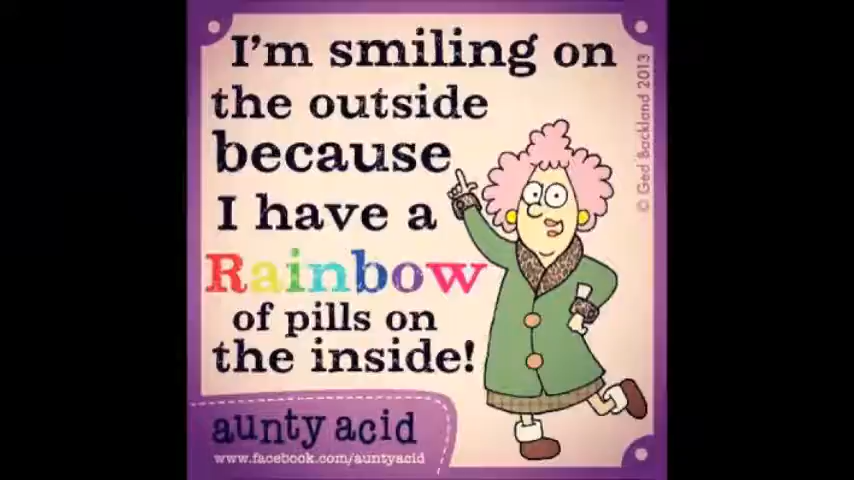 I'm smiling on
the outside
because
I have a
Rainbow
of pills on
the inside!
aunty acid
www.facebook.com/auntyacid
© Ged Backland 2013